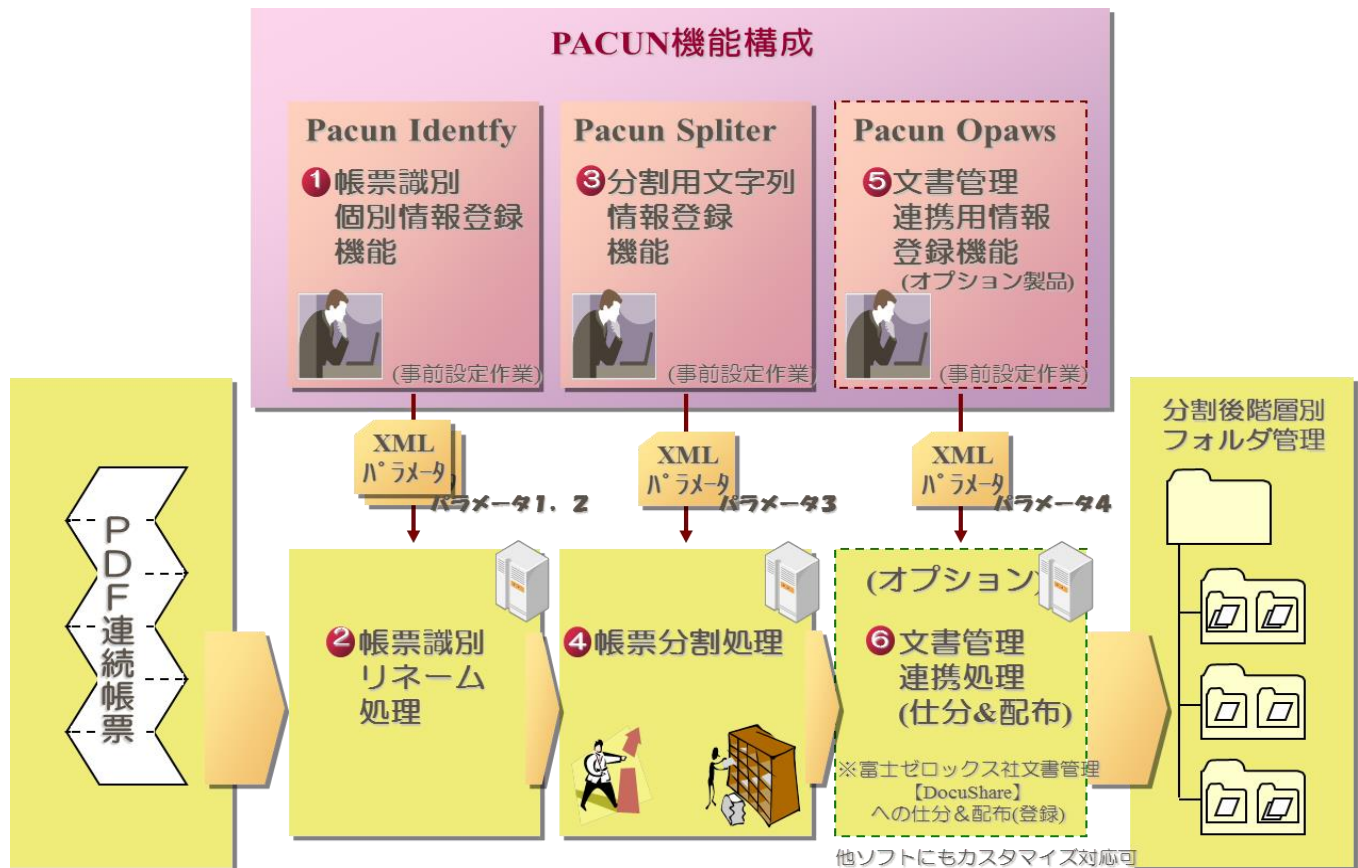 PACUN機能構成
Pacun Identfy
❶帳票識別
個別情報登録
機能
(事前設定作業)
Pacun Spliter
❸分割用文字列
情報登録
機能
(事前設定作業)
Pacun Opaws
❺文書管理
連携用情報
登録機能
(オプション製品)
(事前設定作業)
XML
ﾊﾟﾗﾒｰﾀ
パラメータ1．2
XML
ﾊﾟﾗﾒｰﾀ
パラメータ3
XML
ﾊﾟﾗﾒｰﾀ
パラメータ4
PDF連続帳票
❷帳票識別
リネーム
処理
❹帳票分割処理
(オプション)
❻文書管理
連携処理
(仕分&配布)
※富士ゼロックス社文書管理
【DocuShare】
への仕分＆配布(登録)
他ソフトにもカスタマイズ対応可
分割後階層別
フォルダ管理